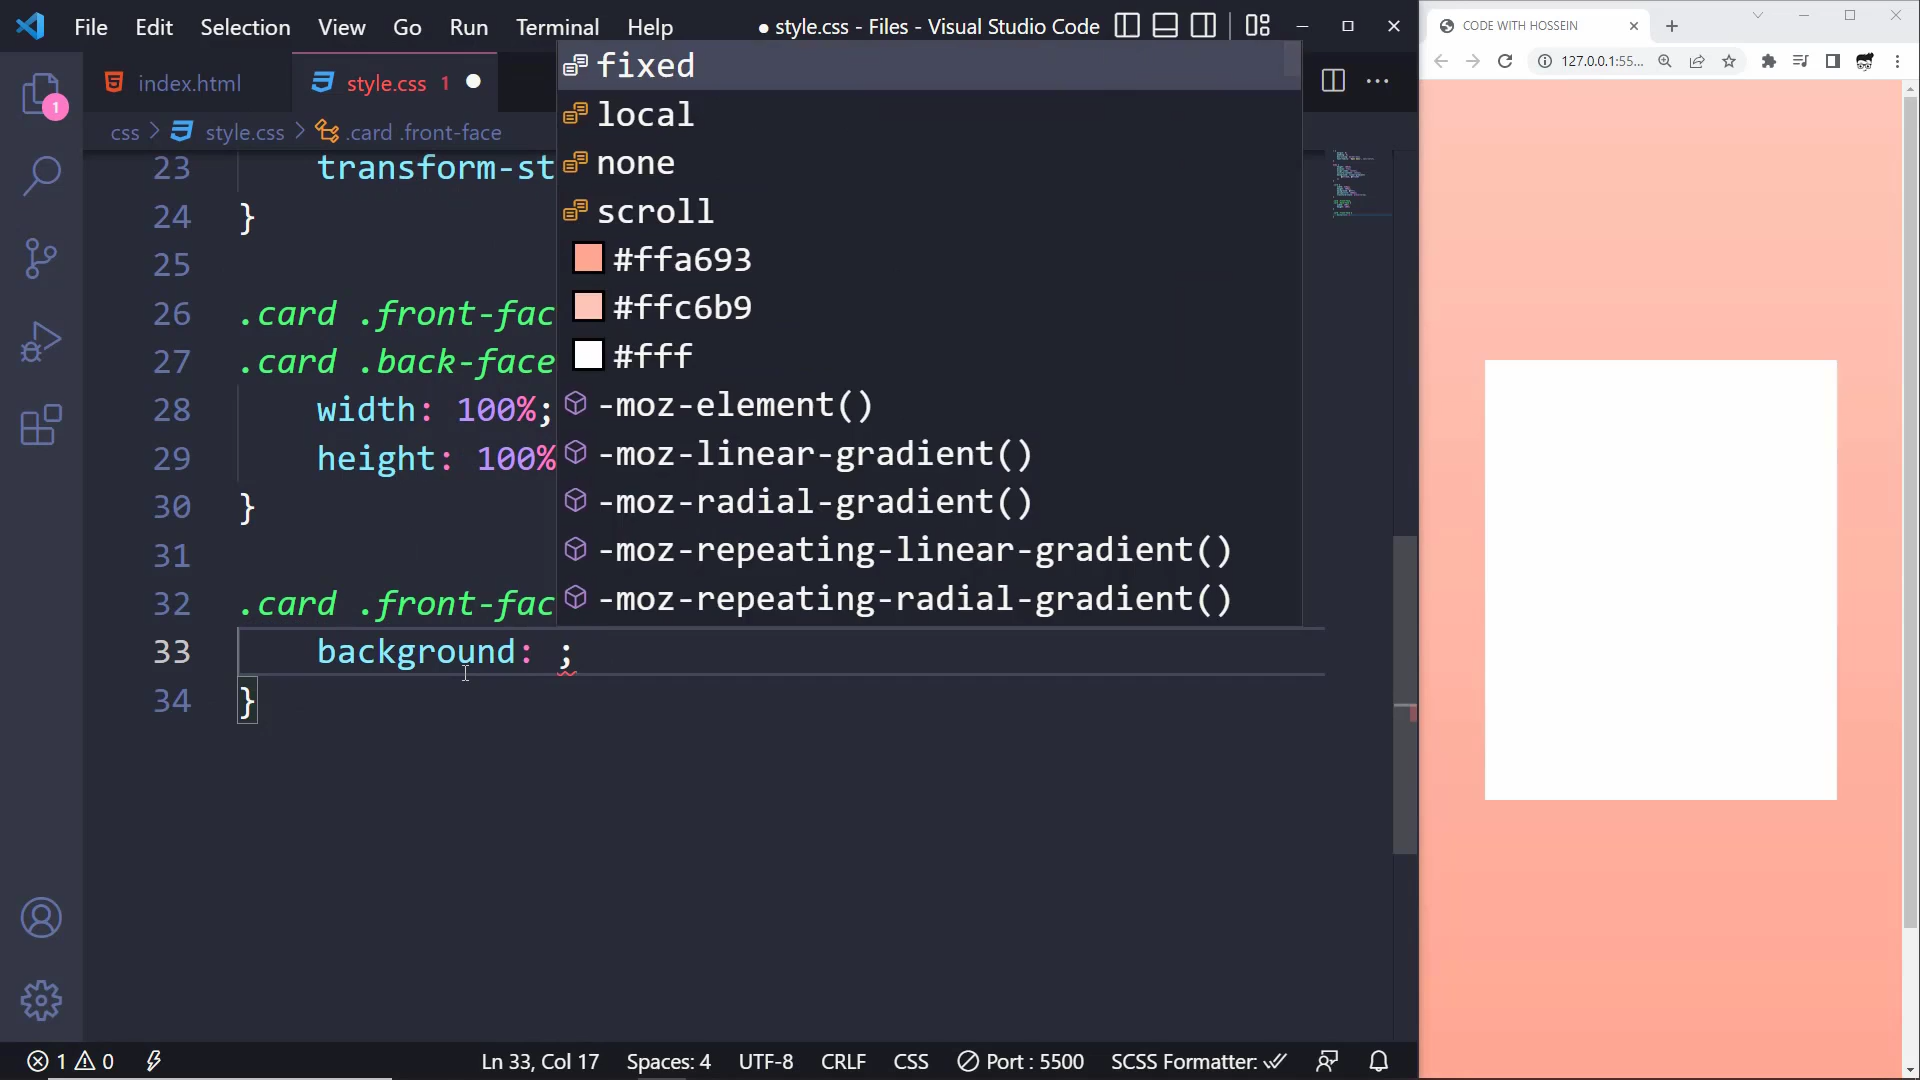 File Edit Selection View Go Run Terminal Help
● style.css - Files - Visual Studio Code
CODE WITH HOSSEIN
127.0.0.1:55...
1
index.html
style.css 1
css > style.css > .card .front-face
23 transform-st
24 }
25
26 .card .front-fac
27 .card .back-face
28 width: 100%;
29 height: 100%
30 }
31
32 .card .front-fac
33 background: ;
34 }
fixed
local
none
scroll
#ffa693
#ffc6b9
#fff
-moz-element()
-moz-linear-gradient()
-moz-radial-gradient()
-moz-repeating-linear-gradient()
-moz-repeating-radial-gradient()
1 0
Ln 33, Col 17 Spaces: 4 UTF-8 CRLF CSS Port : 5500 SCSS Formatter: